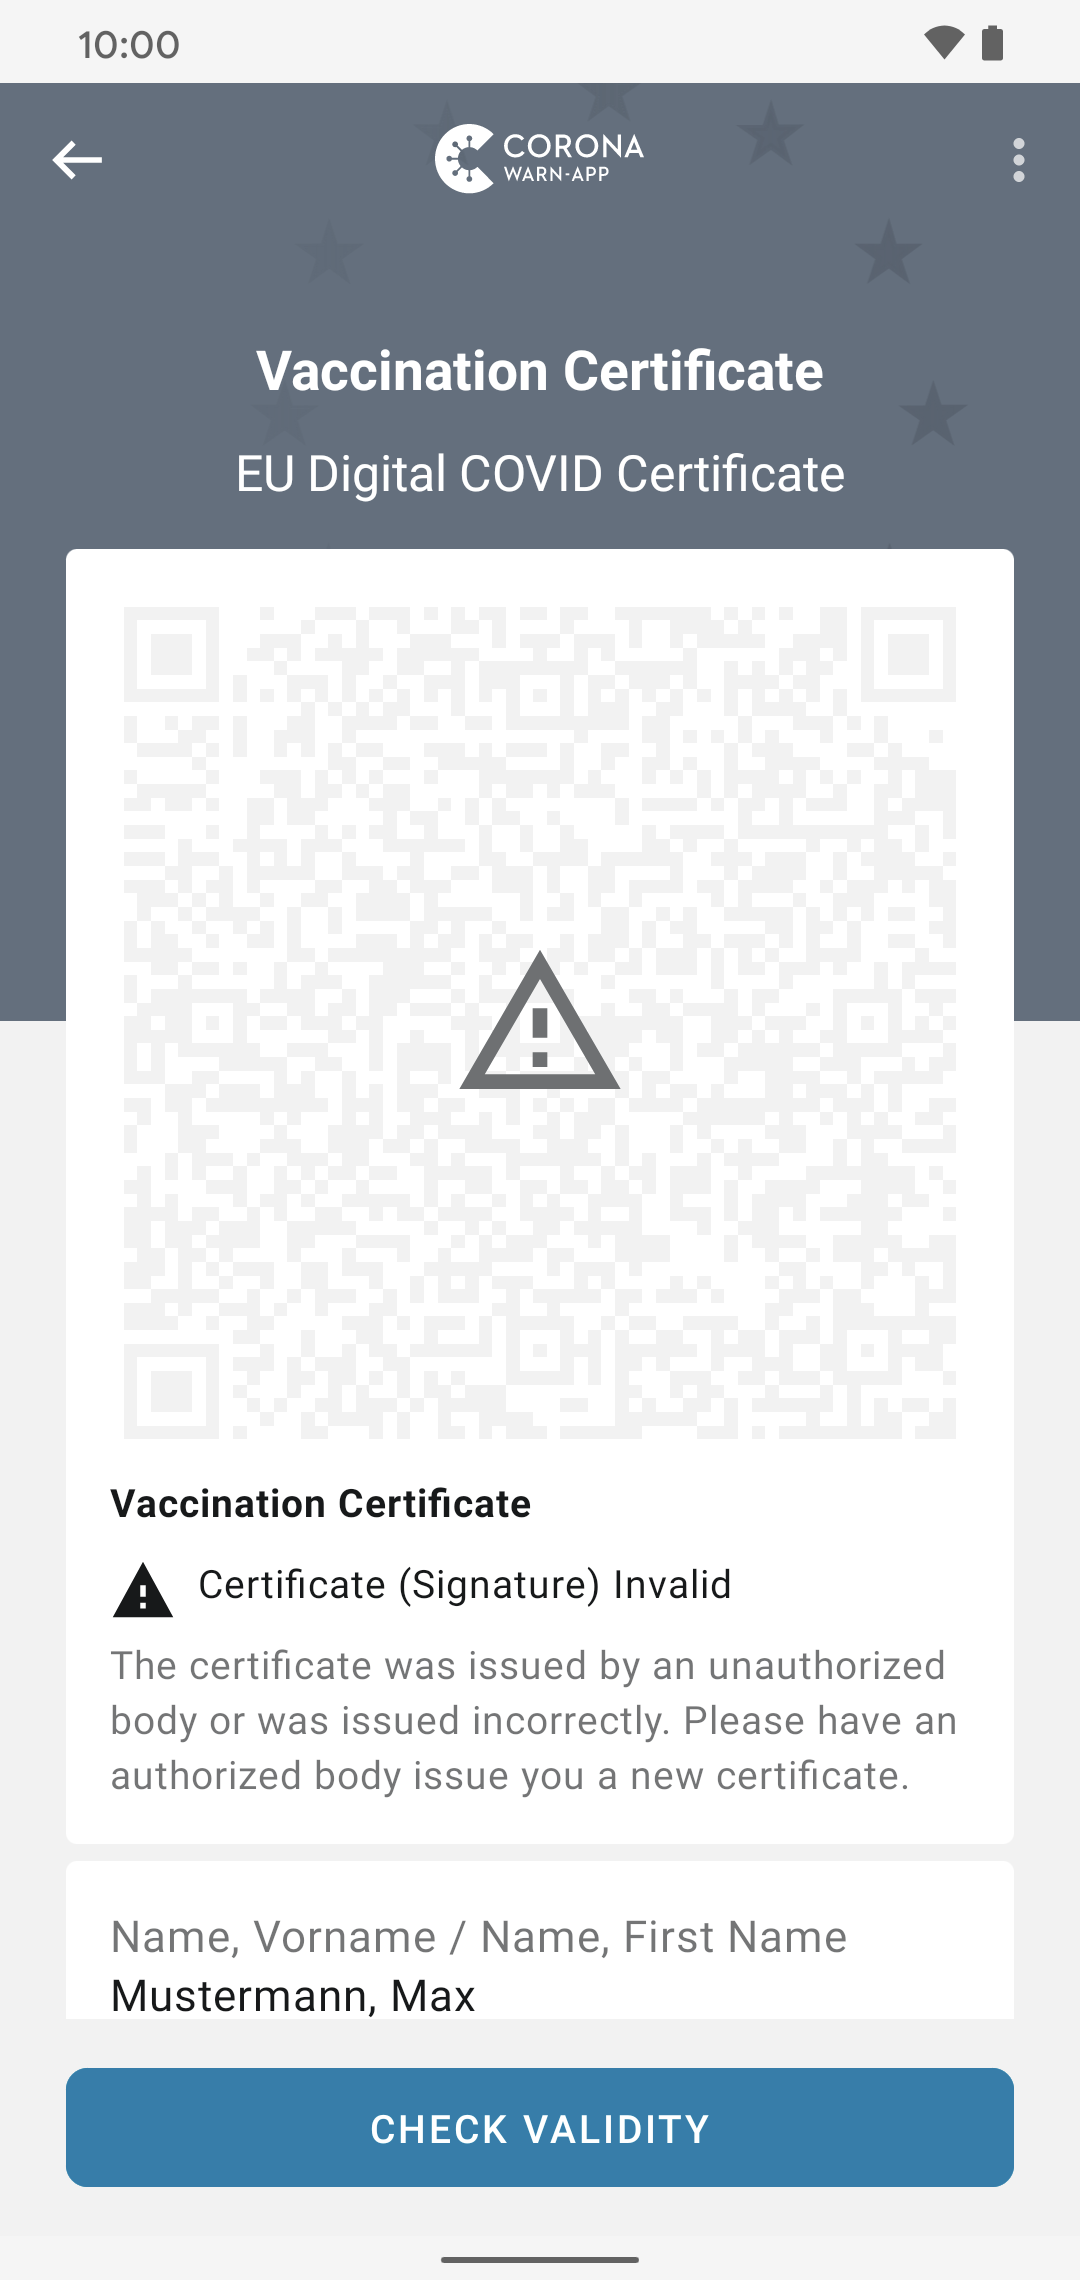 10:00
CORONA
WARN-APP
Vaccination Certificate
EU Digital COVID Certificate
Vaccination Certificate
Certificate (Signature) Invalid
The certificate was issued by an unauthorized
body or was issued incorrectly. Please have an
authorized body issue you a new certificate.
Name, Vorname / Name, First Name
Mustermann, Max
CHECK VALIDITY